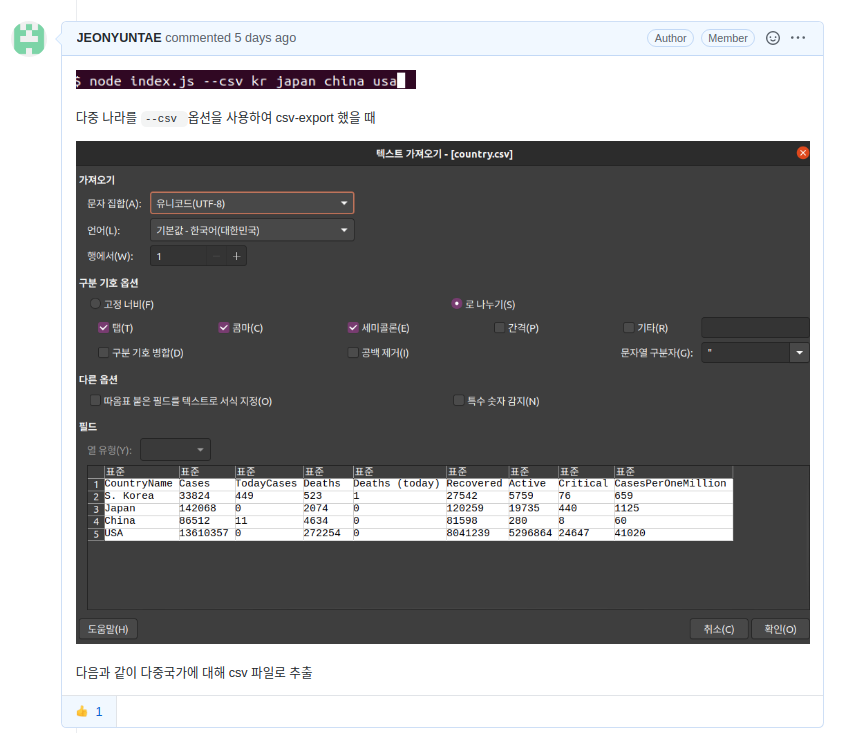 JEONYUNTAE commented 5 days ago Author Member
$ node index.js --csv kr japan china usa
다중 나라를 --csv 옵션을 사용하여 csv-export 했을 때
텍스트 가져오기 - [country.csv]
가져오기
문자 집합(A): 유니코드(UTF-8)
언어(L): 기본값 - 한국어(대한민국)
행에서(W): 1
구분 기호 옵션
고정 너비(F) 로 나누기(S)
탭(T) 콤마(C) 세미콜론(E) 간격(P) 기타(R)
구분 기호 병합(D) 공백 제거(I) 문자열 구분자(G): "
다른 옵션
따옴표 붙은 필드를 텍스트로 서식 지정(O) 특수 숫자 감지(N)
필드
열 유형(Y):
표준 표준 표준 표준 표준 표준 표준 표준 표준
1 CountryName Cases TodayCases Deaths Deaths (today) Recovered Active Critical CasesPerOneMillion
2 S. Korea 33824 449 523 1 27542 5759 76 659
3 Japan 142068 0 2074 0 120259 19735 440 1125
4 China 86512 11 4634 0 81598 280 8 60
5 USA 13610357 0 272254 0 8041239 5296864 24647 41020
도움말(H) 취소(C) 확인(O)
다음과 같이 다중국가에 대해 csv 파일로 추출
👍 1